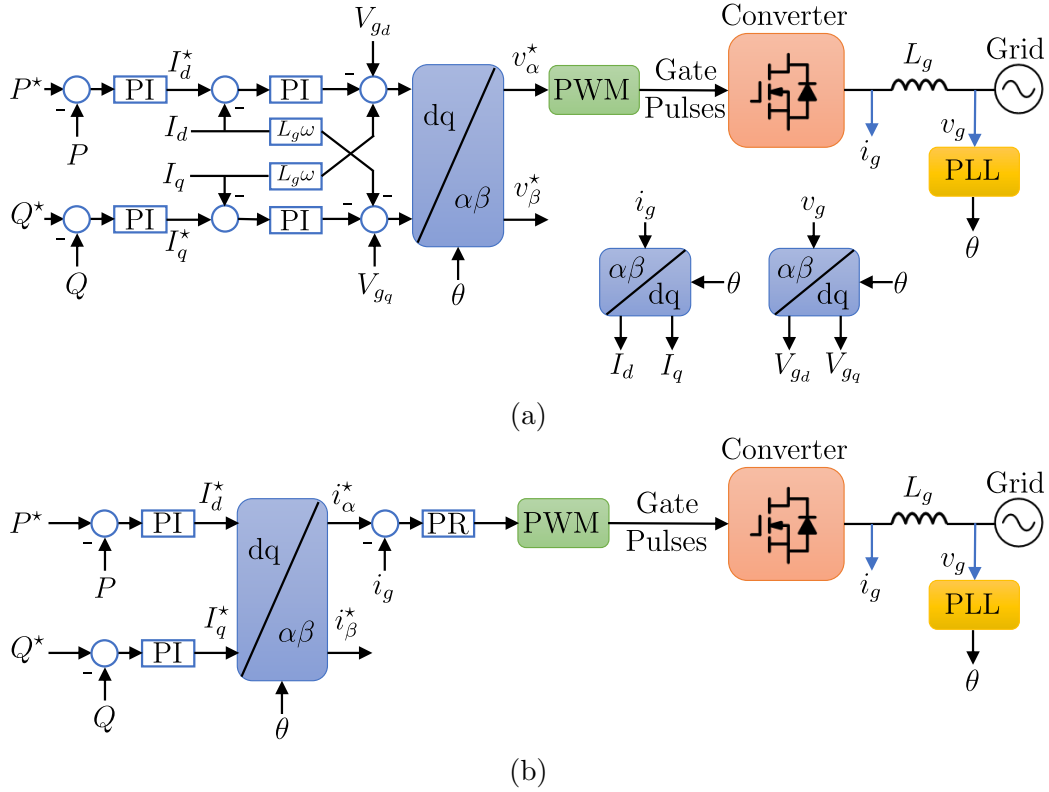 V_{g_d}
Converter
P^⋆ PI I_d^⋆ PI v_α^⋆ PWM Gate Pulses L_g Grid
- - -
P I_d L_gω dq i_g v_g
I_q L_gω αβ v_β^⋆ PLL
- - -
Q^⋆ PI I_q^⋆ PI i_g v_g θ
-
Q V_{g_q} θ αβ dq θ αβ dq θ
I_d I_q V_{g_d} V_{g_q}
(a)
Converter
P^⋆ PI I_d^⋆ i_α^⋆ PR PWM Gate Pulses L_g Grid
- -
P dq i_g i_g v_g
Q^⋆ PI I_q^⋆ αβ i_β^⋆ PLL
-
Q θ θ
(b)